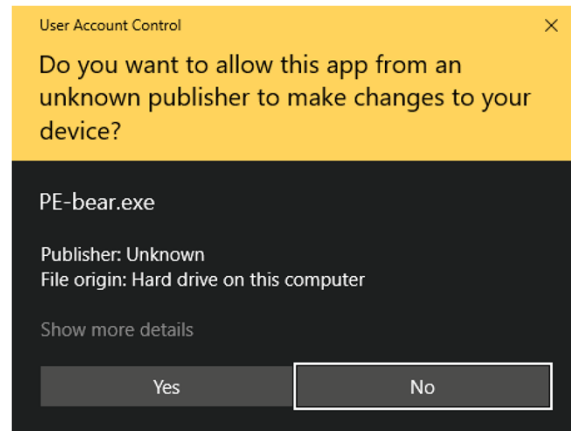 User Account Control
Do you want to allow this app from an
unknown publisher to make changes to your
device?
PE-bear.exe
Publisher: Unknown
File origin: Hard drive on this computer
Show more details
Yes
No